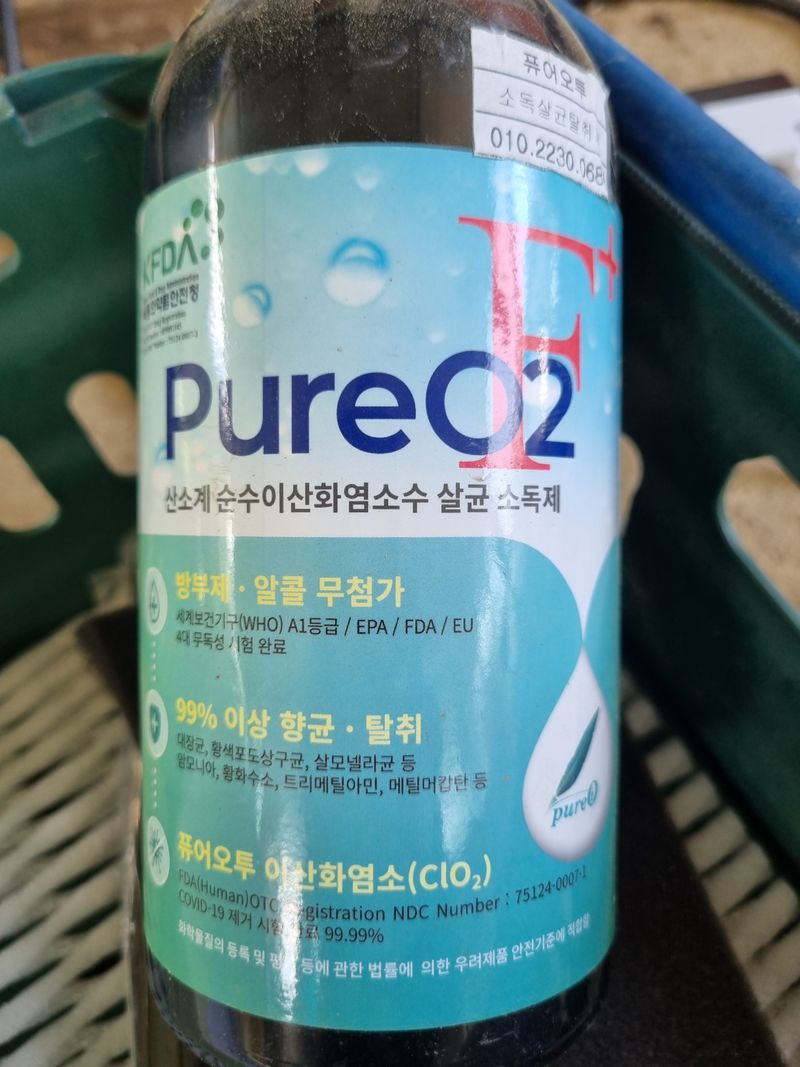 퓨어오투
소독살균탈취
010.2230.068
KFDA
F+
PureO2
산소계 순수이산화염소수 살균 소독제
방부제 · 알콜 무첨가
세계보건기구(WHO) A1등급 / EPA / FDA / EU
4대 무독성 시험 완료
99% 이상 향균 · 탈취
대장균, 황색포도상구균, 살모넬라균 등
암모니아, 황화수소, 트리메틸아민, 메틸머캅탄 등
pureO
퓨어오투 이산화염소(ClO₂)
FDA(Human)OTC Registration NDC Number : 75124-0007-1
COVID-19 제거 시험 완료 99.99%
화학물질의 등록 및 평가 등에 관한 법률에 의한 우려제품 안전기준에 적합함